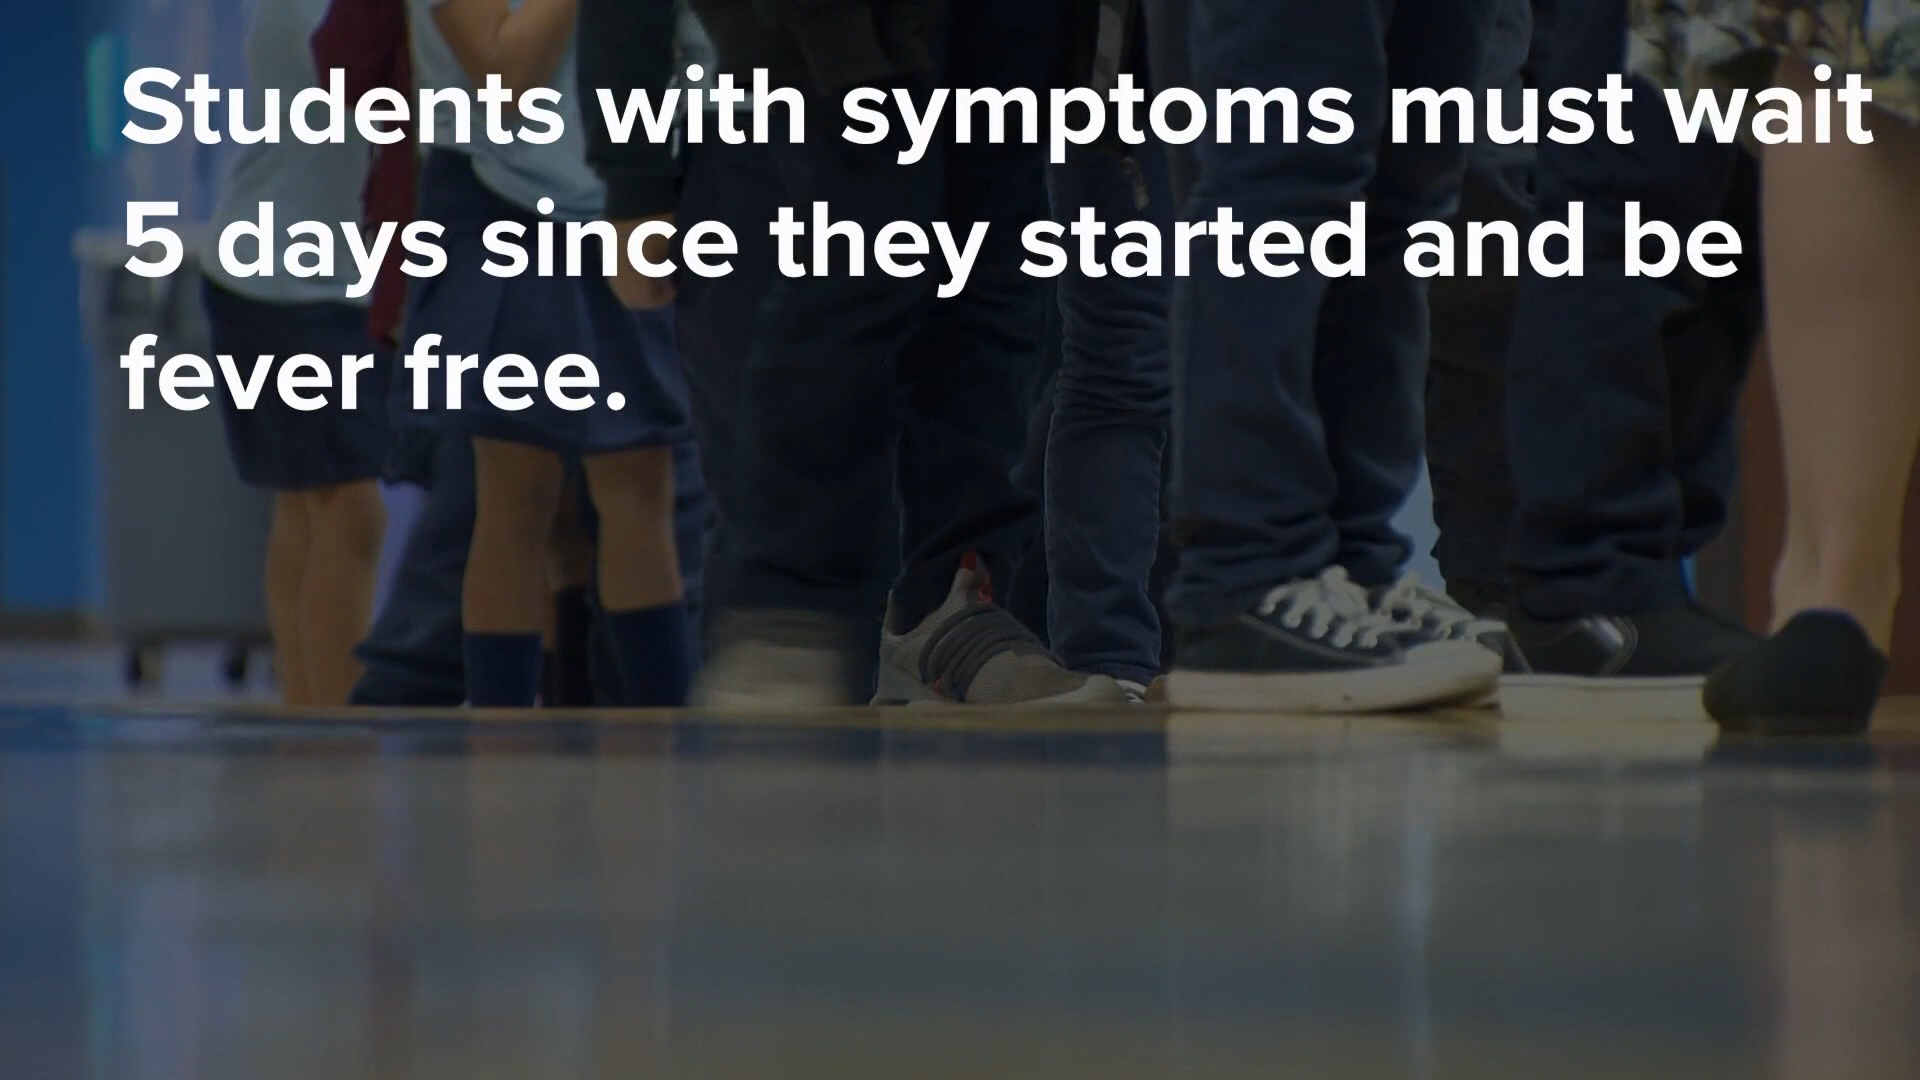 Students with symptoms must wait
5 days since they started and be
fever free.